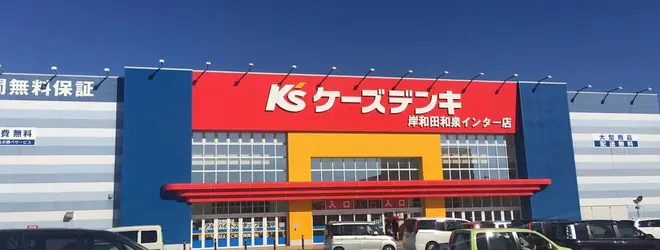 間無料保証
K's ケーズデンキ
岸和田和泉インター店
費無料
大型商品
配送無料
入口 入口